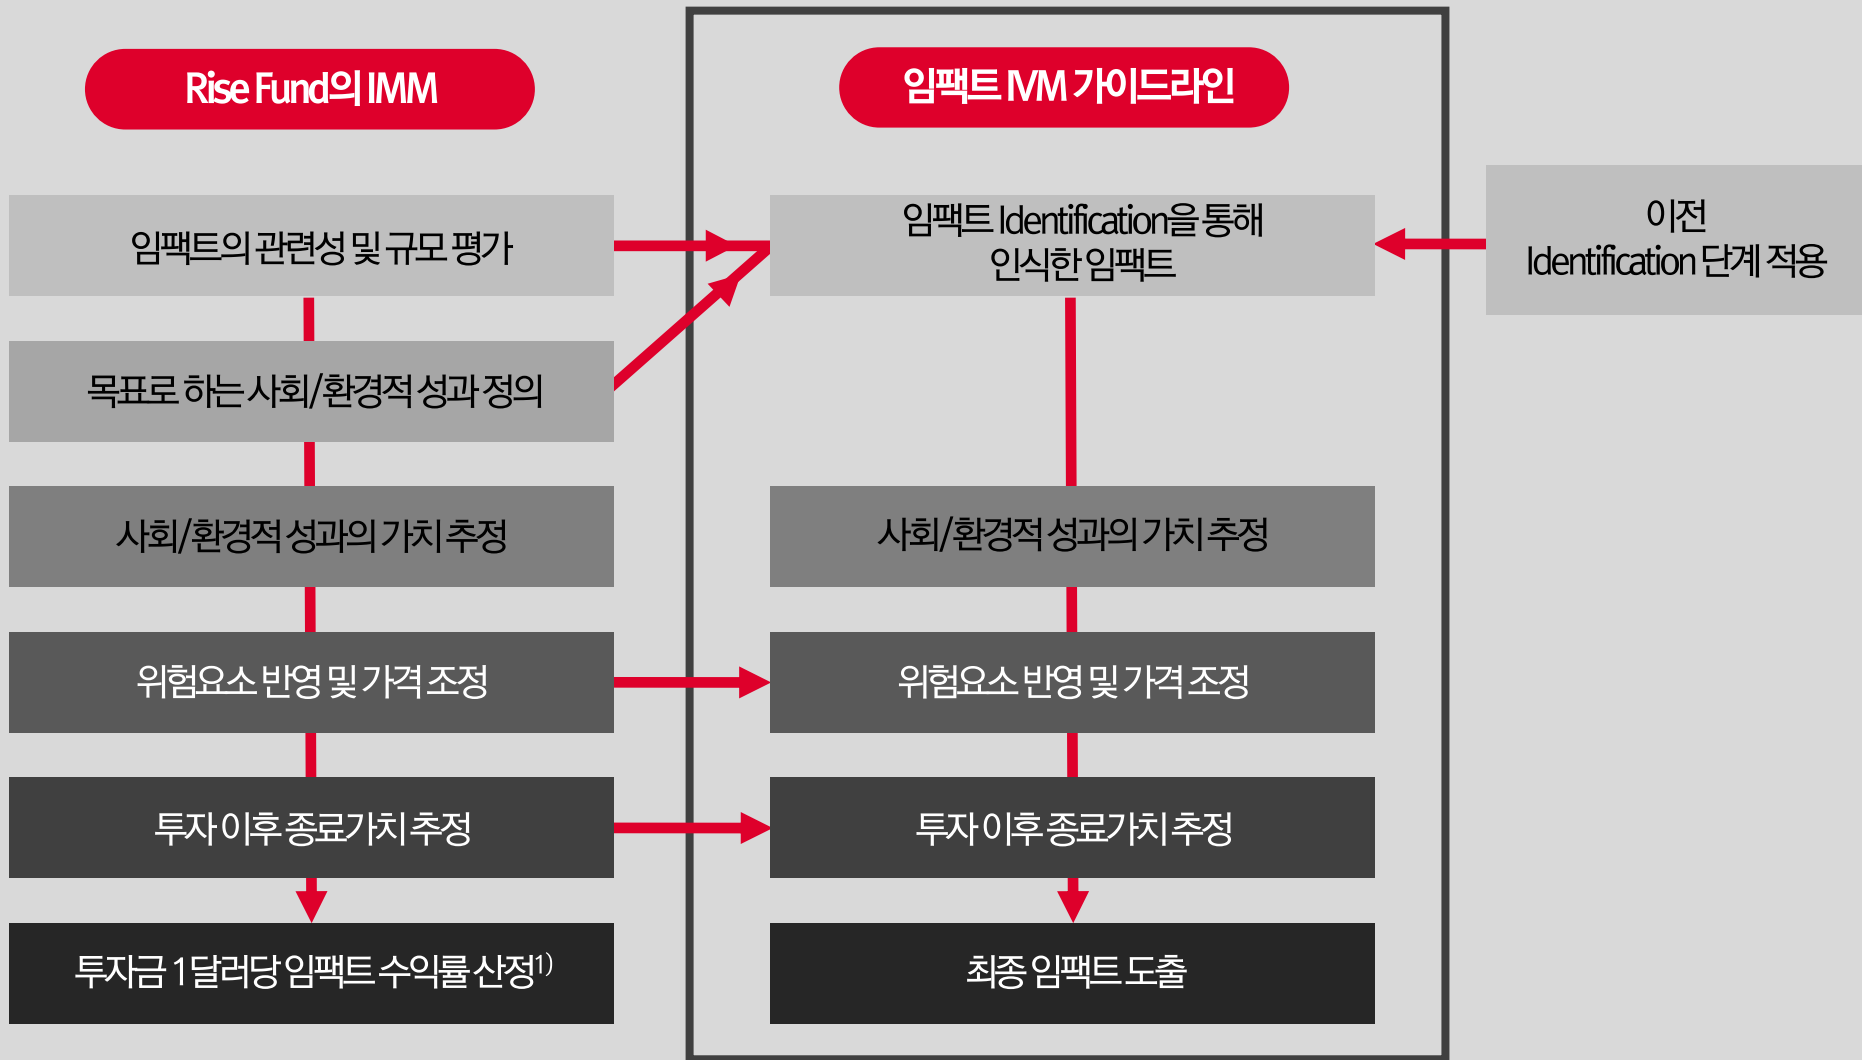 Rise Fund의 IMM
임팩트의 관련성 및 규모 평가
목표로 하는 사회/환경적 성과 정의
사회/환경적 성과의 가치 추정
위험요소 반영 및 가격 조정
투자 이후 종료가치 추정
투자금 1달러당 임팩트 수익률 산정1)
임팩트 IVM 가이드라인
임팩트 Identification을 통해
인식한 임팩트
사회/환경적 성과의 가치 추정
위험요소 반영 및 가격 조정
투자 이후 종료가치 추정
최종 임팩트 도출
이전
Identification 단계 적용